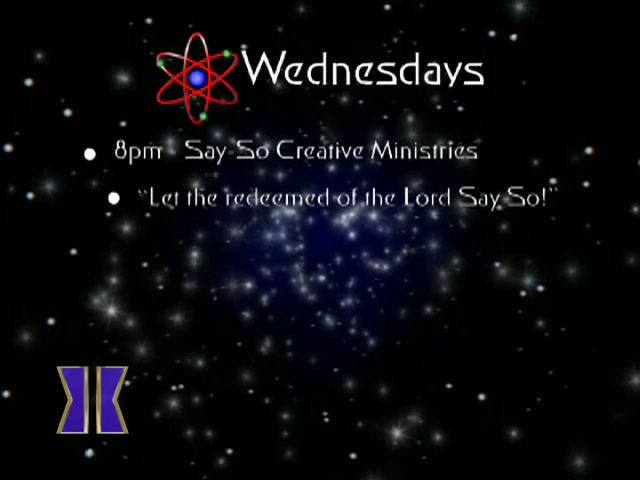 Wednesdays
8pm - Say-So Creative Ministries
"Let the redeemed of the Lord Say So!"